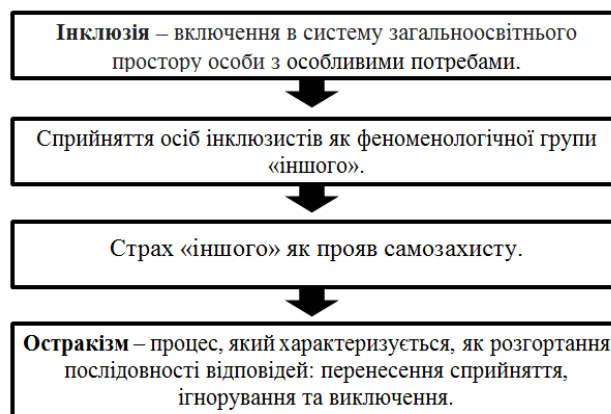 Інклюзія – включення в систему загальноосвітнього
простору особи з особливими потребами.
Сприйняття осіб інклюзистів як феноменологічної групи
«іншого».
Страх «іншого» як прояв самозахисту.
Остракізм – процес, який характеризується, як розгортання
послідовності відповідей: перенесення сприйняття,
ігнорування та виключення.